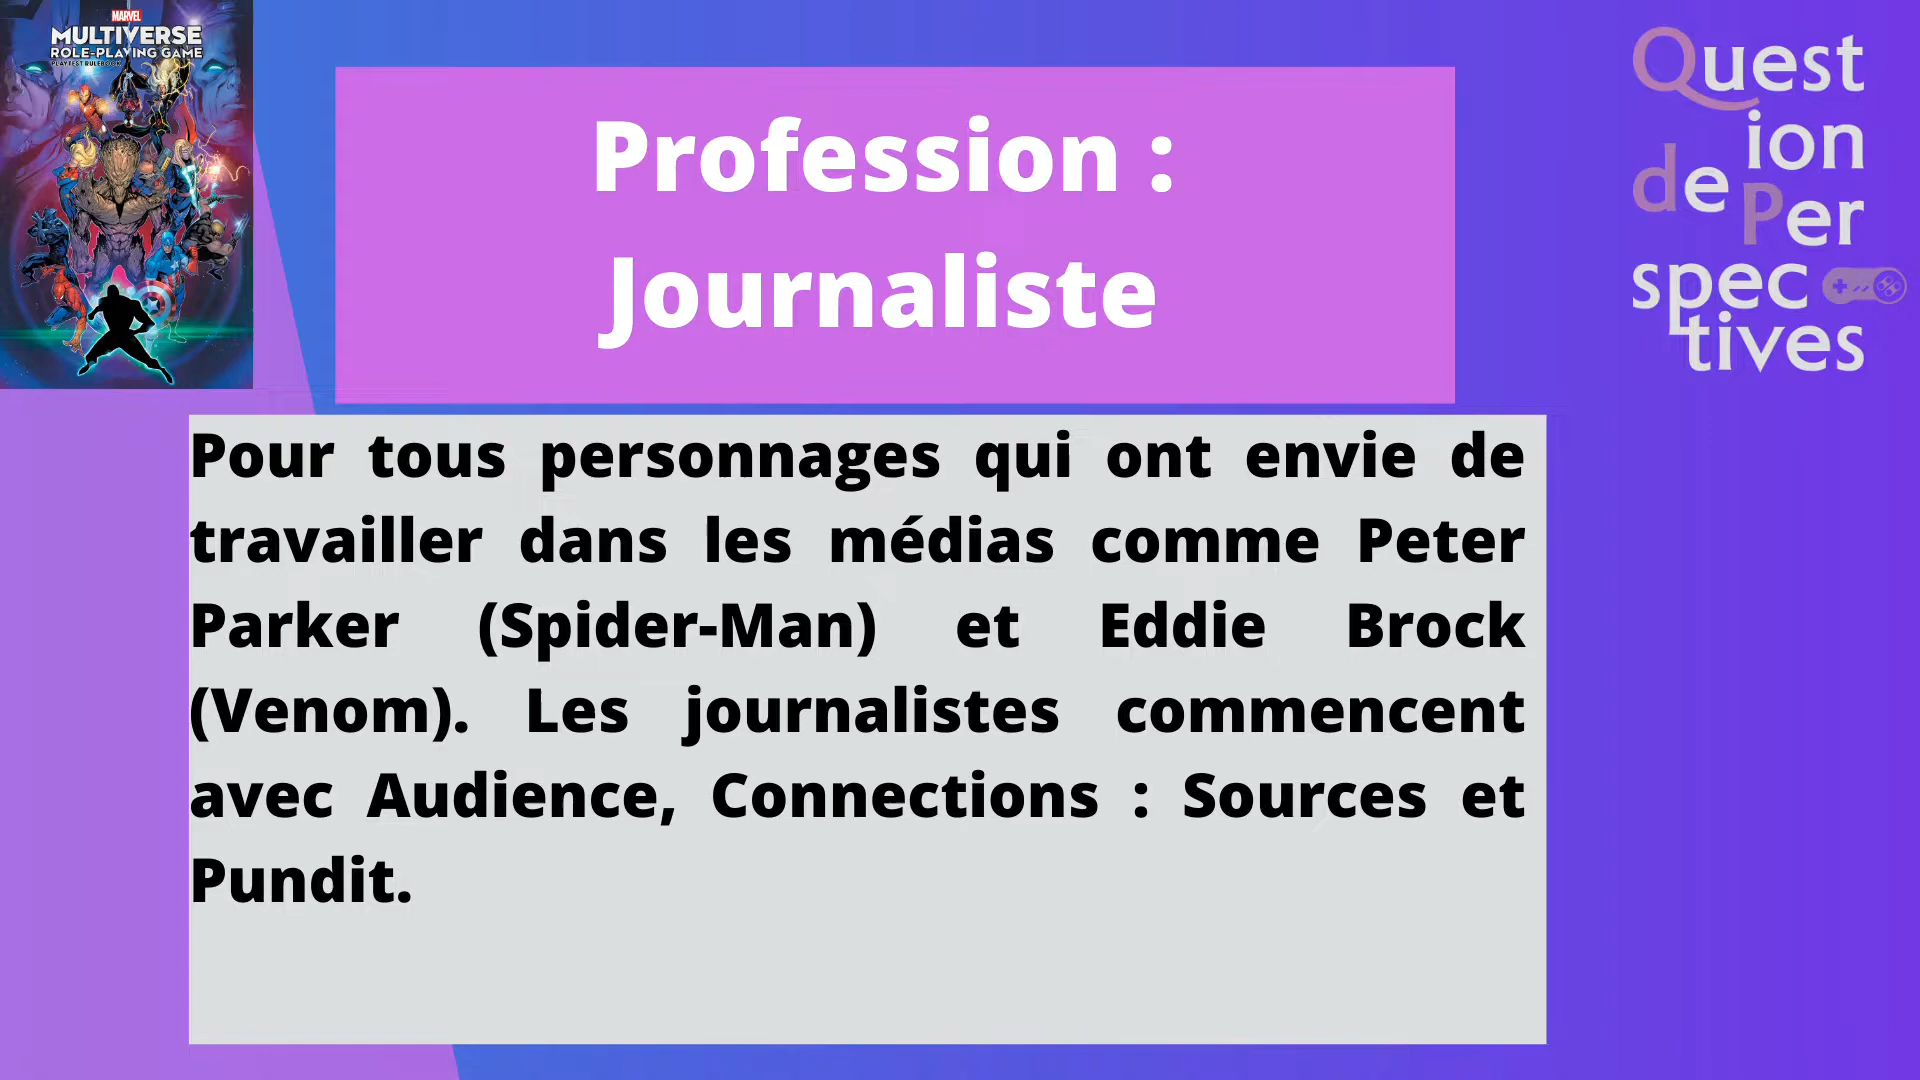 MARVEL
MULTIVERSE
ROLE-PLAYING GAME
PLAYTEST RULEBOOK
Profession :
Journaliste
Quest
ion
de Per
spec
tives
Pour tous personnages qui ont envie de
travailler dans les médias comme Peter
Parker (Spider-Man) et Eddie Brock
(Venom). Les journalistes commencent
avec Audience, Connections : Sources et
Pundit.